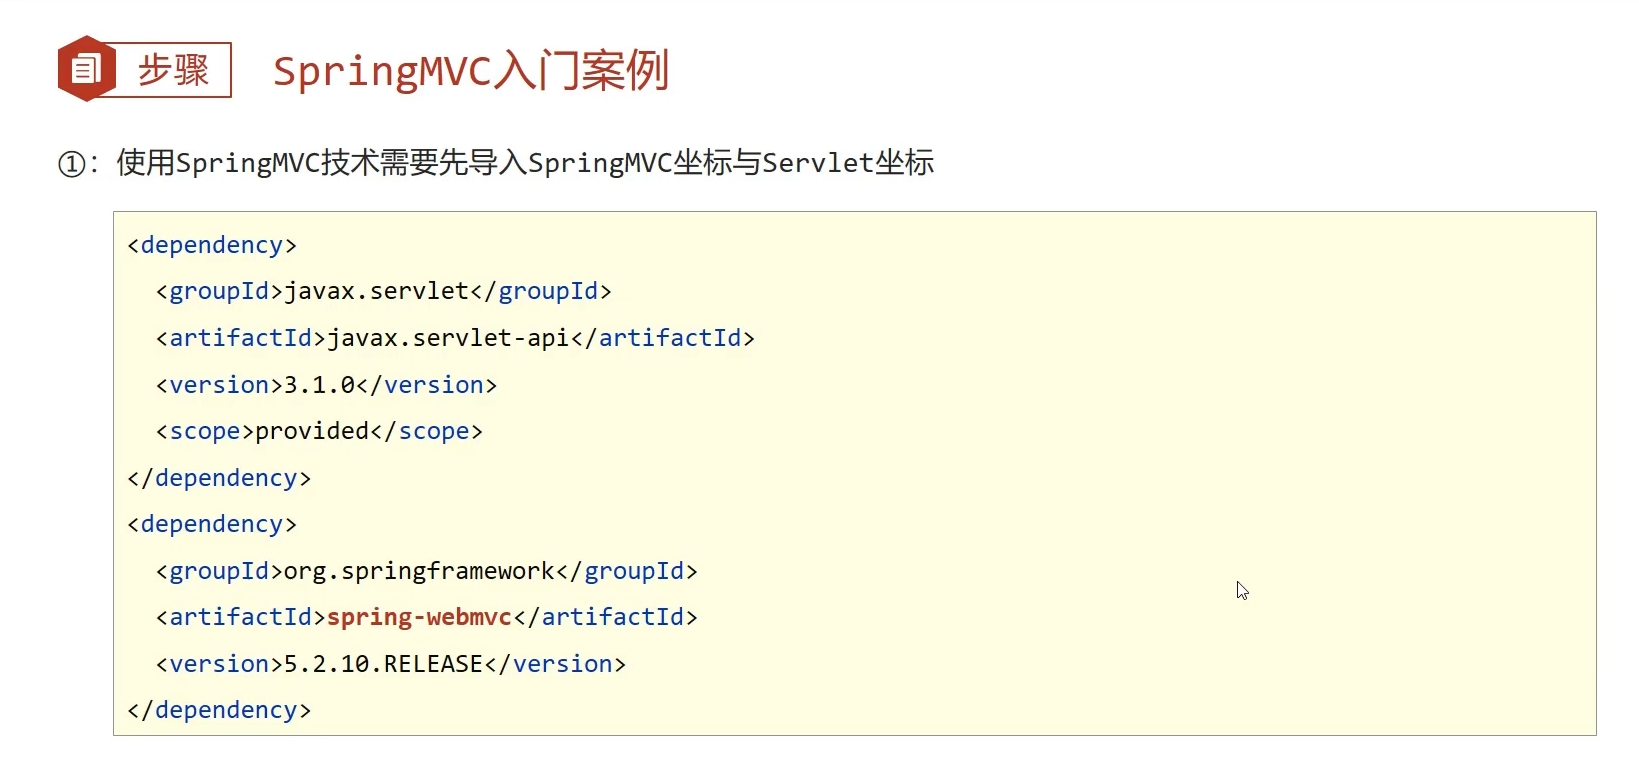 步骤 SpringMVC入门案例
①：使用SpringMVC技术需要先导入SpringMVC坐标与Servlet坐标
<dependency>
  <groupId>javax.servlet</groupId>
  <artifactId>javax.servlet-api</artifactId>
  <version>3.1.0</version>
  <scope>provided</scope>
</dependency>
<dependency>
  <groupId>org.springframework</groupId>
  <artifactId>spring-webmvc</artifactId>
  <version>5.2.10.RELEASE</version>
</dependency>